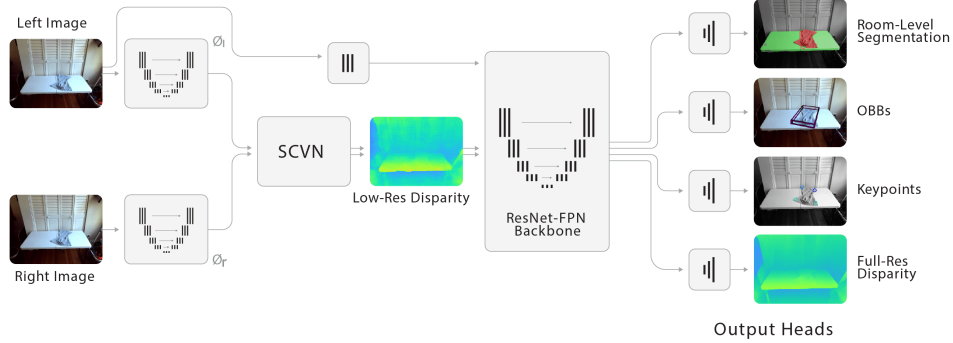 Left Image
Øl
Room-Level
Segmentation
OBBs
SCVN
Low-Res Disparity
ResNet-FPN
Backbone
Keypoints
Right Image
Ør
Full-Res
Disparity
Output Heads